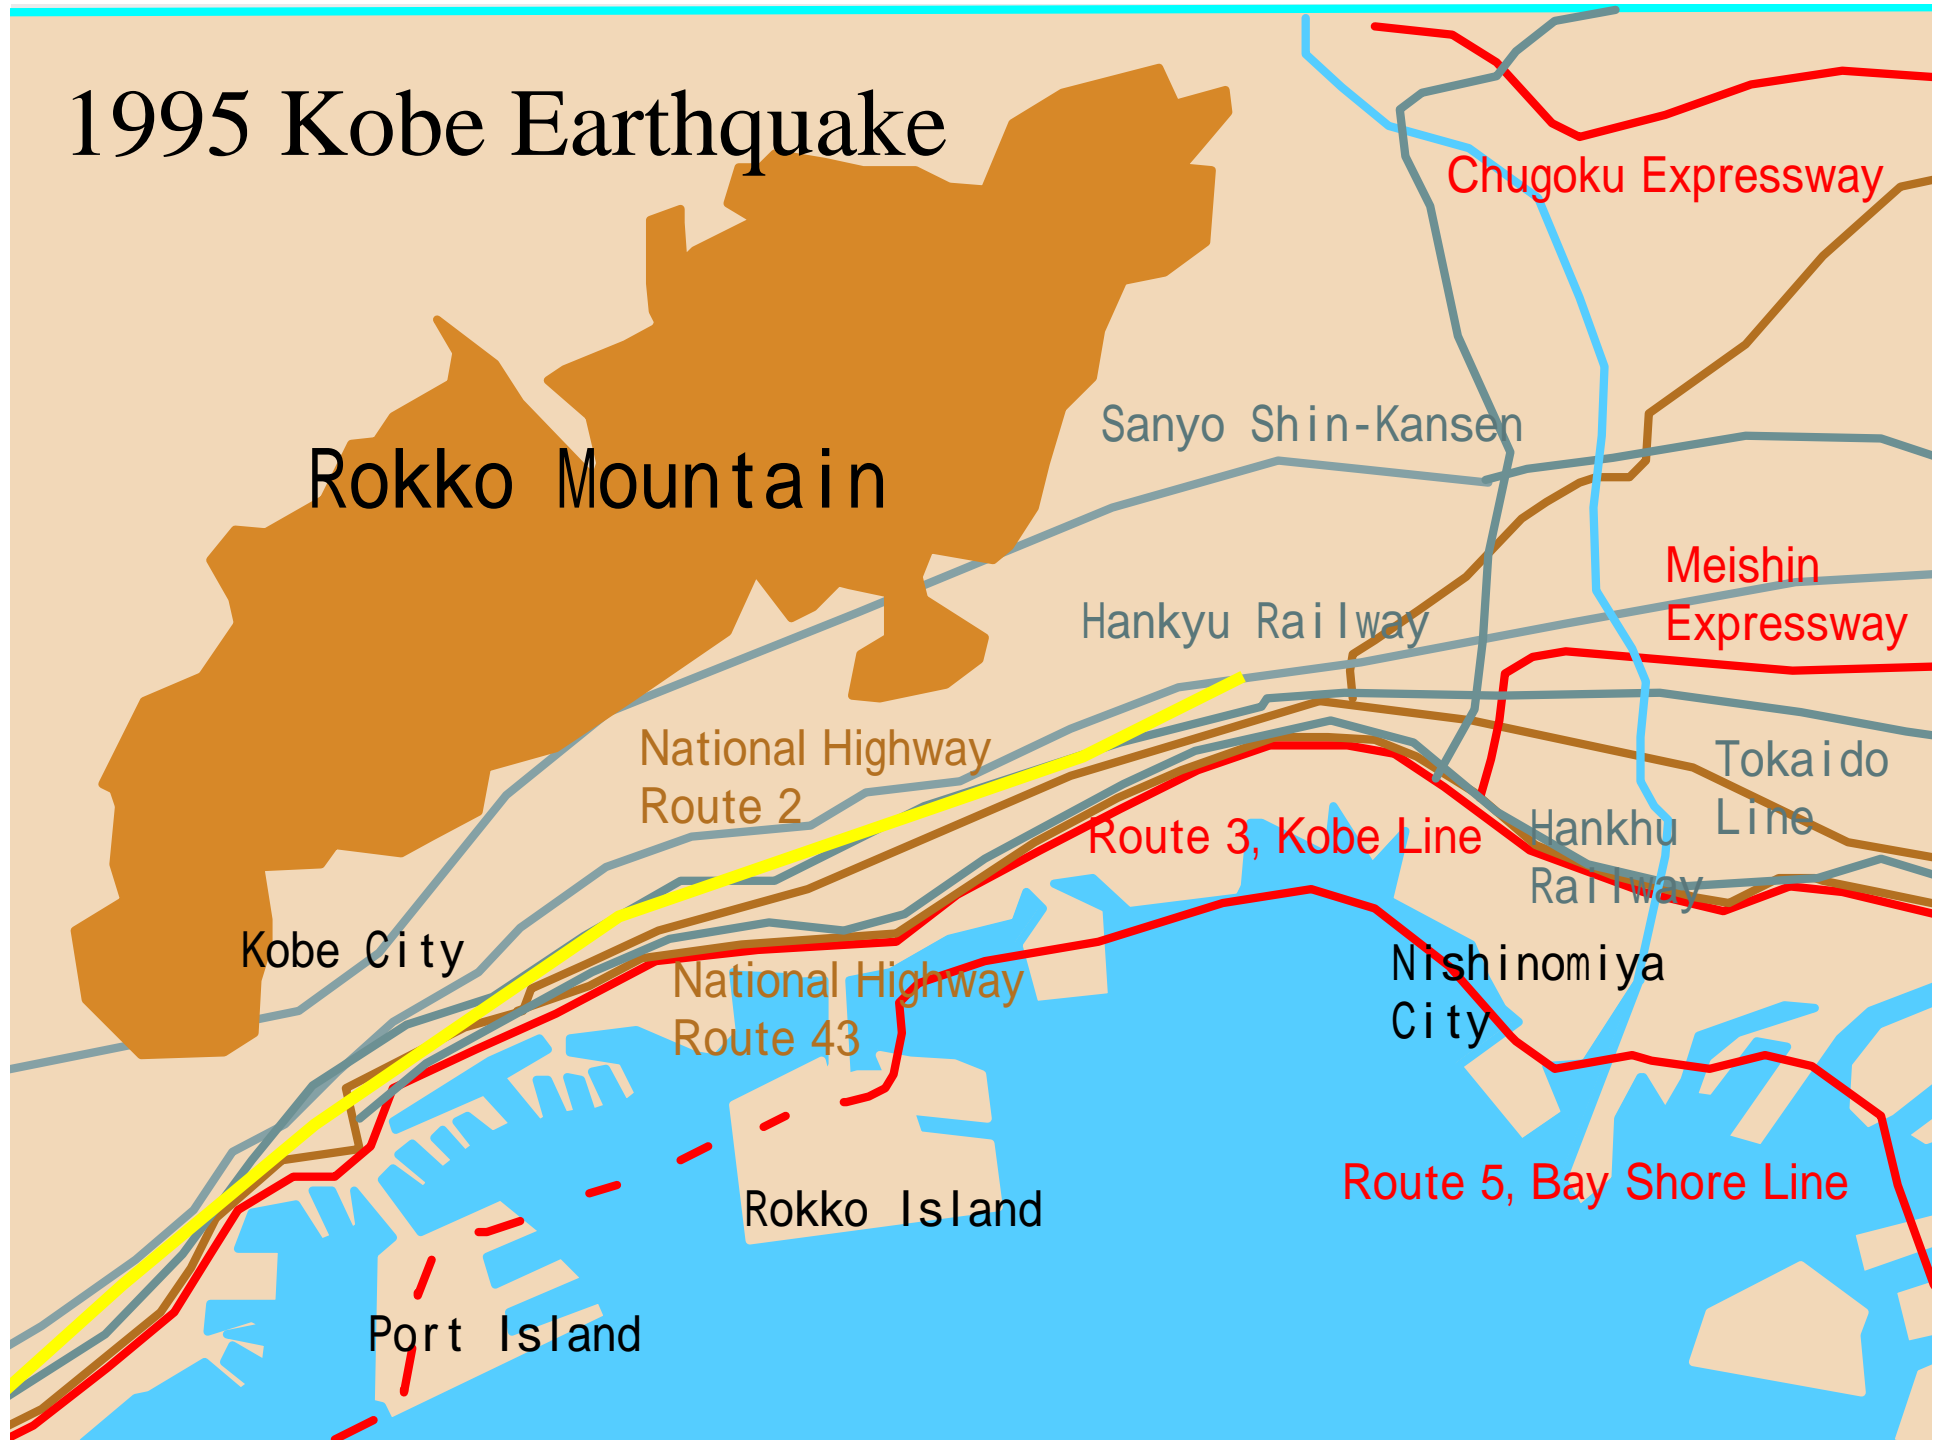 1995 Kobe Earthquake
Chugoku Expressway
Sanyo Shin-Kansen
Rokko Mountain
Meishin
Expressway
Hankyu Railway
National Highway
Route 2
Tokaido
Line
Route 3, Kobe Line
Hankhu
Railway
Kobe City
National Highway
Route 43
Nishinomiya
City
Route 5, Bay Shore Line
Rokko Island
Port Island